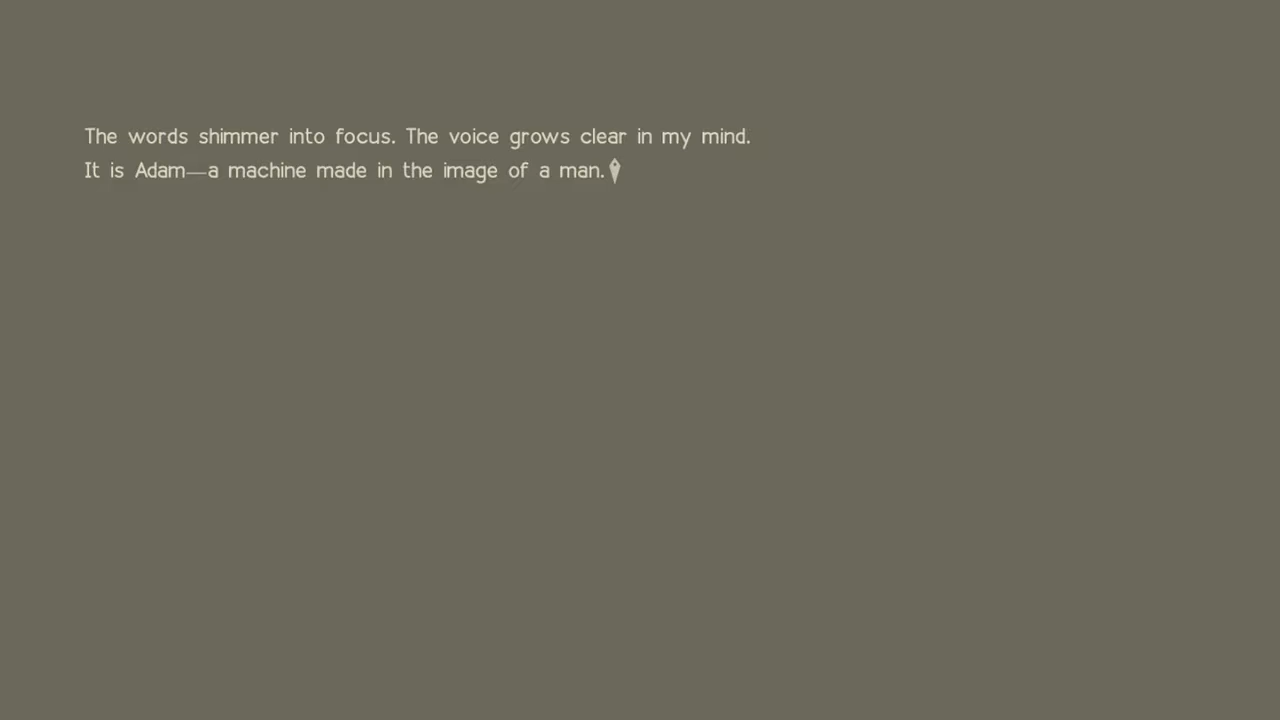 The words shimmer into focus. The voice grows clear in my mind.
It is Adam—a machine made in the image of a man.